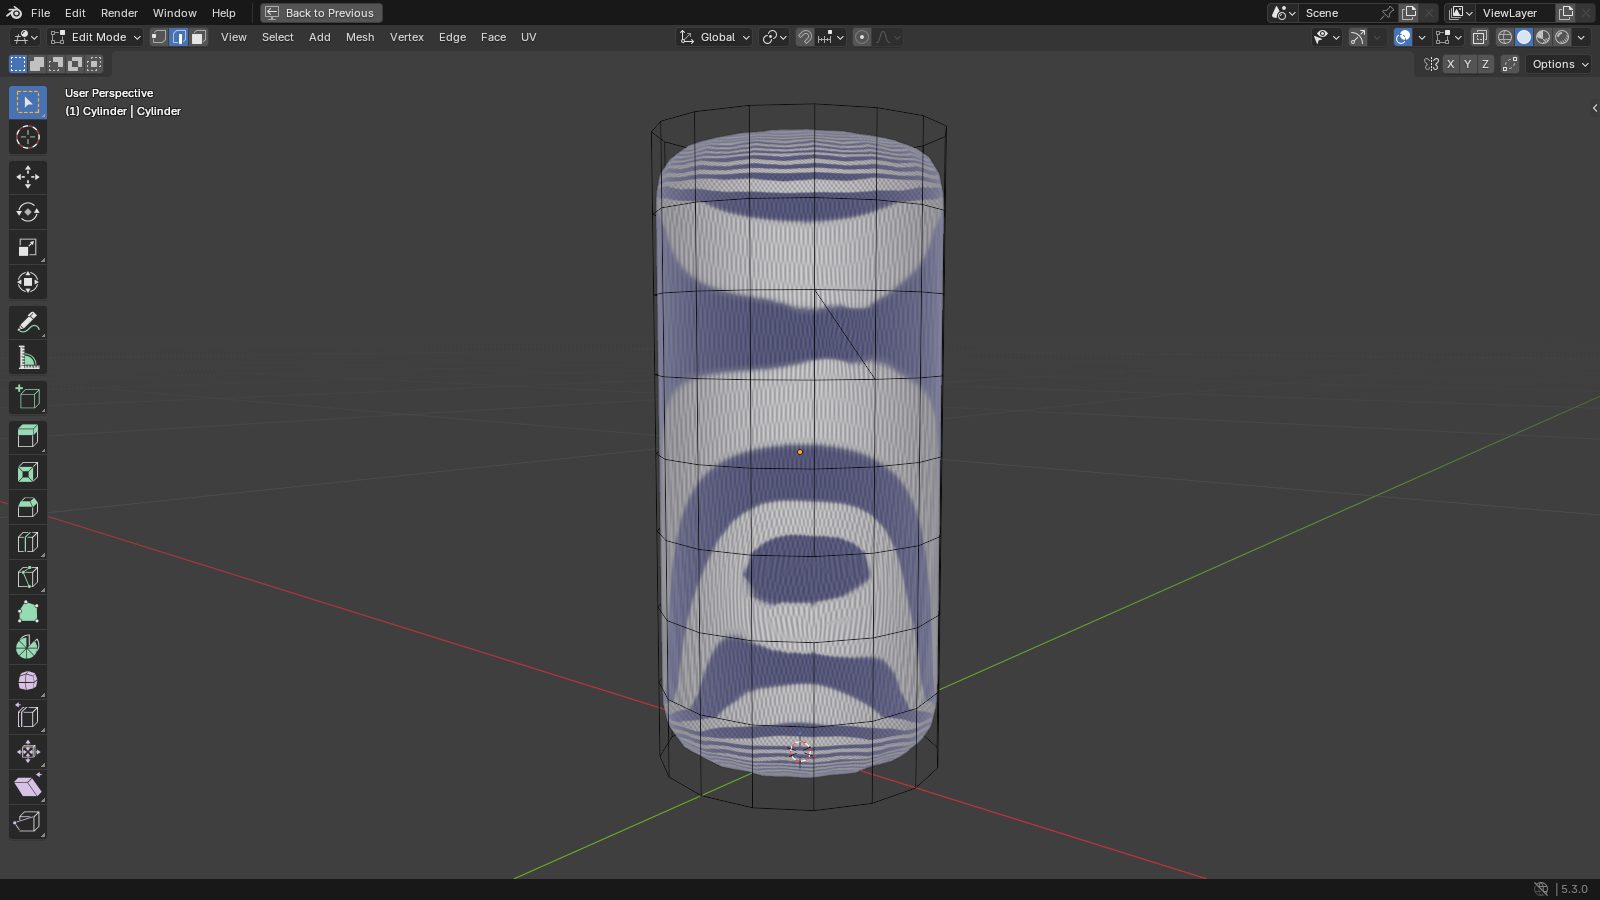 File Edit Render Window Help Back to Previous Scene ViewLayer
Edit Mode View Select Add Mesh Vertex Edge Face UV Global
X Y Z Options
User Perspective
(1) Cylinder | Cylinder
5.3.0